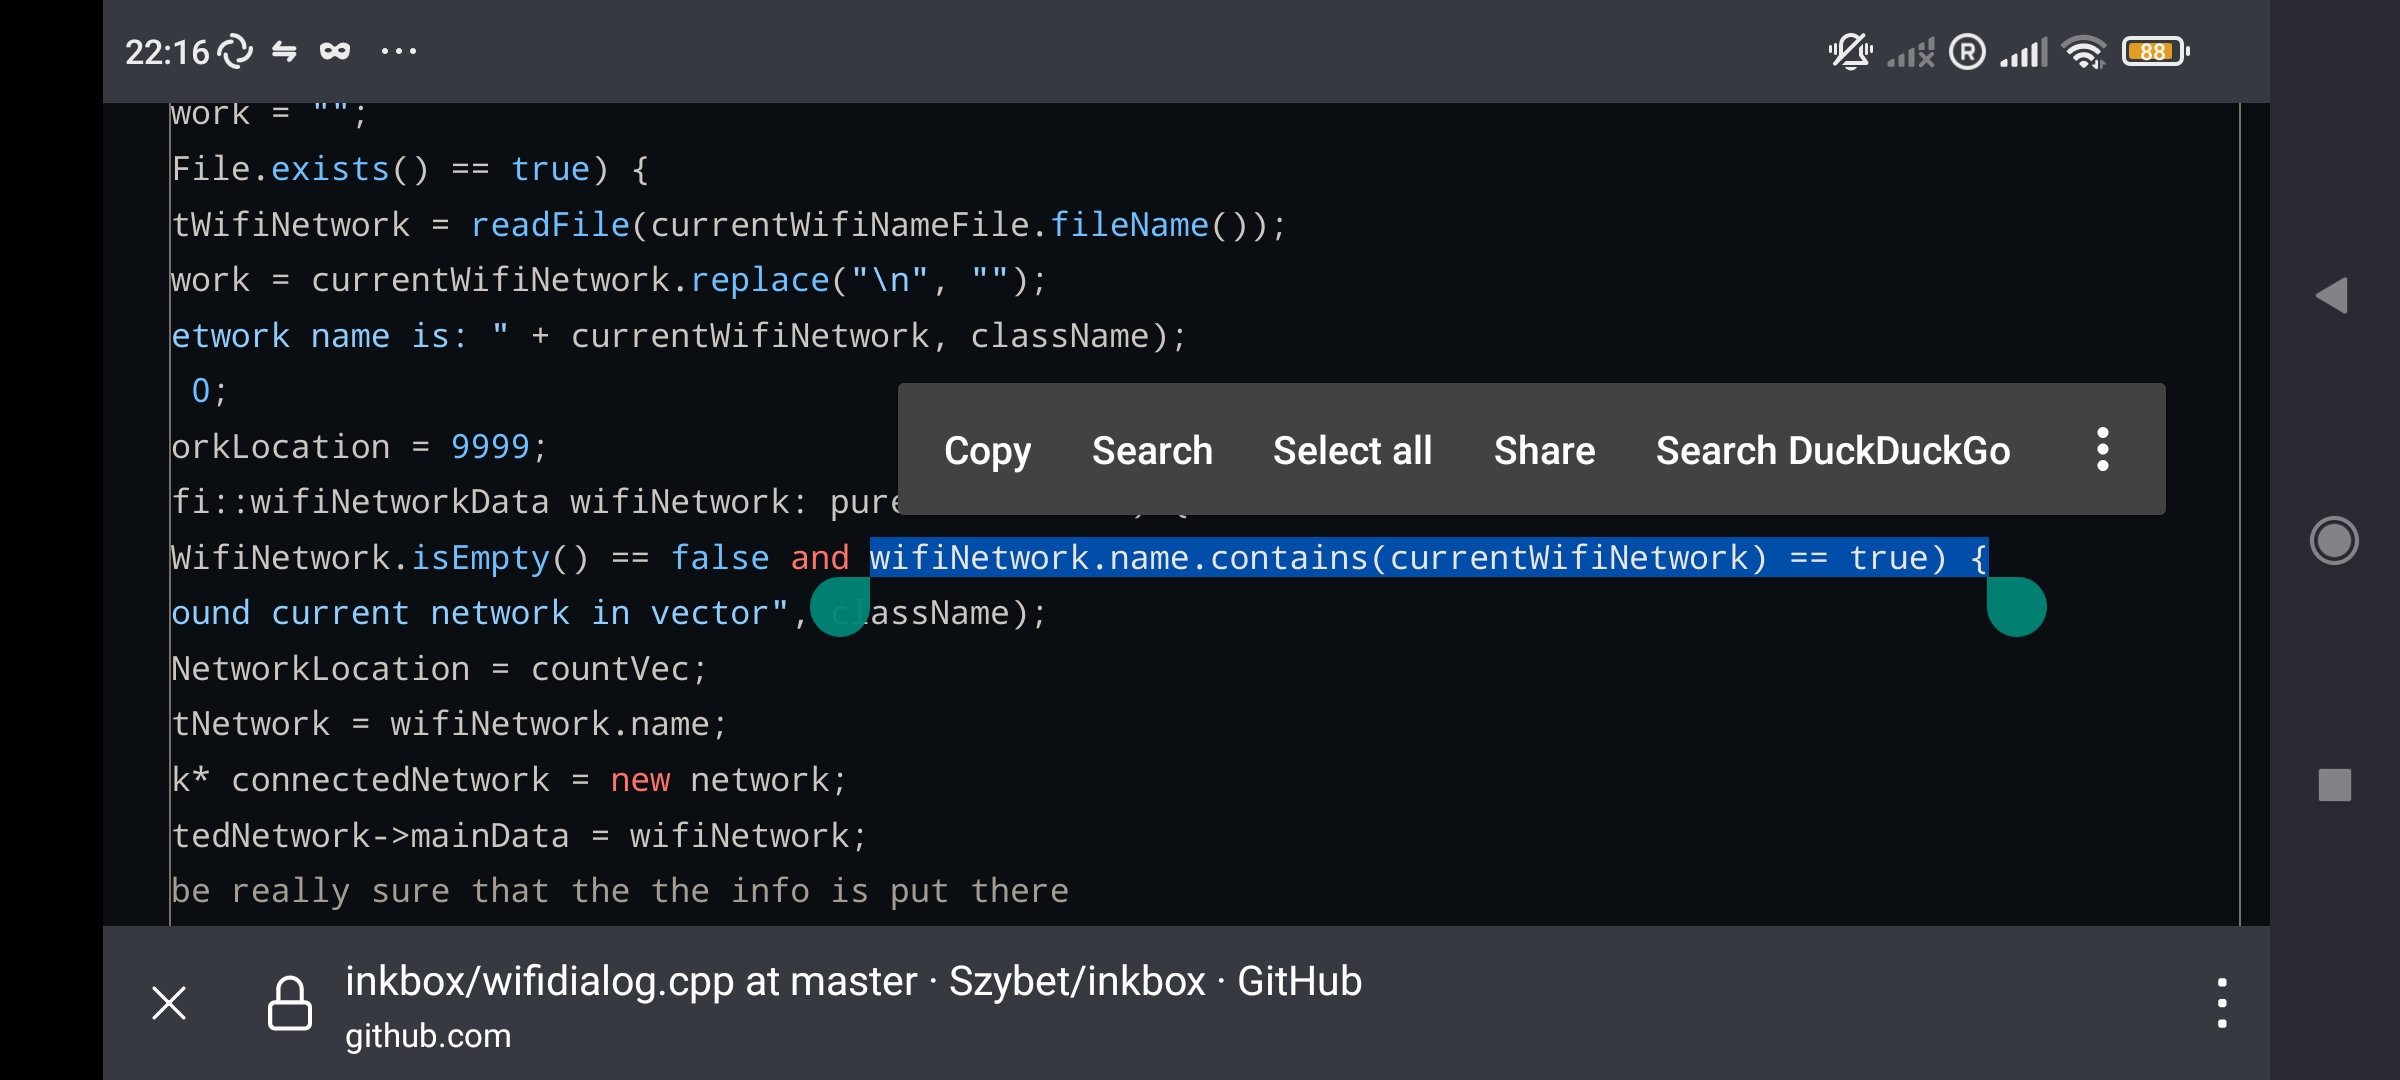 22:16 ··· R 88
work = "";
File.exists() == true) {
tWifiNetwork = readFile(currentWifiNameFile.fileName());
work = currentWifiNetwork.replace("\n", "");
etwork name is: " + currentWifiNetwork, className);
0;
Copy Search Select all Share Search DuckDuckGo
orkLocation = 9999;
fi::wifiNetworkData wifiNetwork: pure
WifiNetwork.isEmpty() == false and wifiNetwork.name.contains(currentWifiNetwork) == true) {
ound current network in vector", className);
NetworkLocation = countVec;
tNetwork = wifiNetwork.name;
k* connectedNetwork = new network;
tedNetwork->mainData = wifiNetwork;
be really sure that the the info is put there
inkbox/wifidialog.cpp at master · Szybet/inkbox · GitHub
github.com